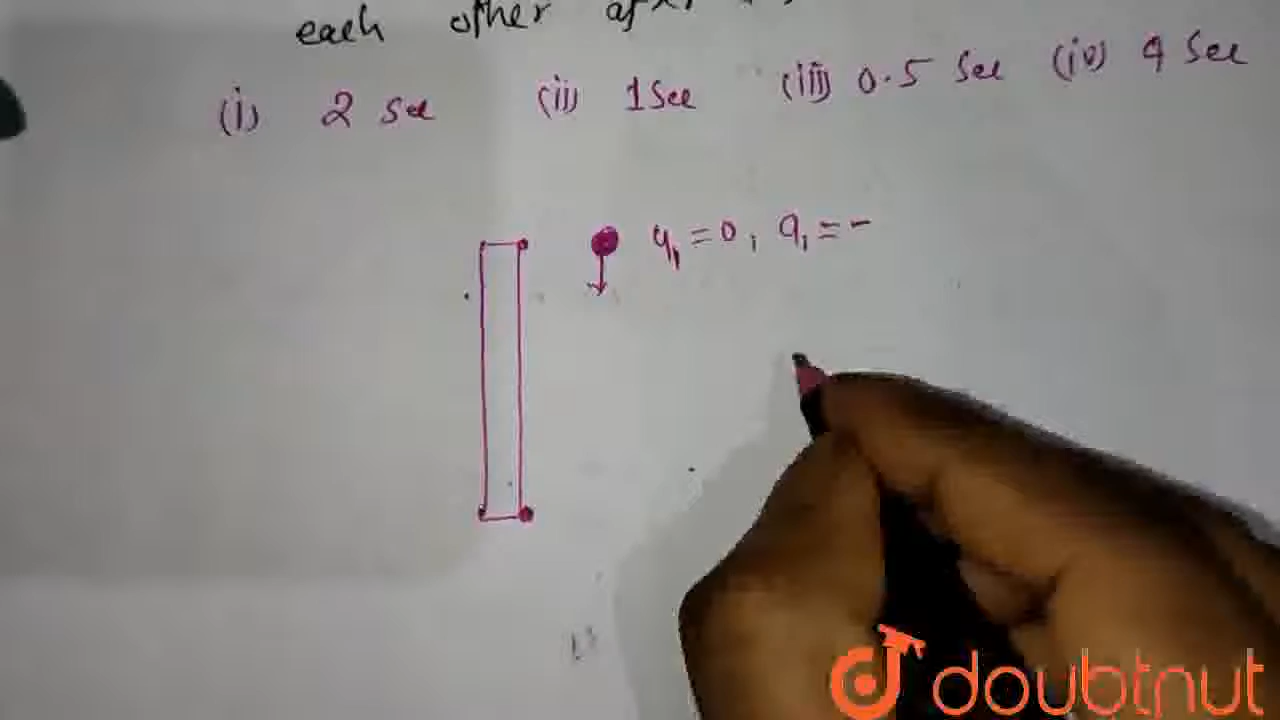 each other
(i) 2 Sec (ii) 1 Sec (iii) 0.5 Sec (iv) 4 Sec
u₁ = 0, a₁ = -
doubtnut